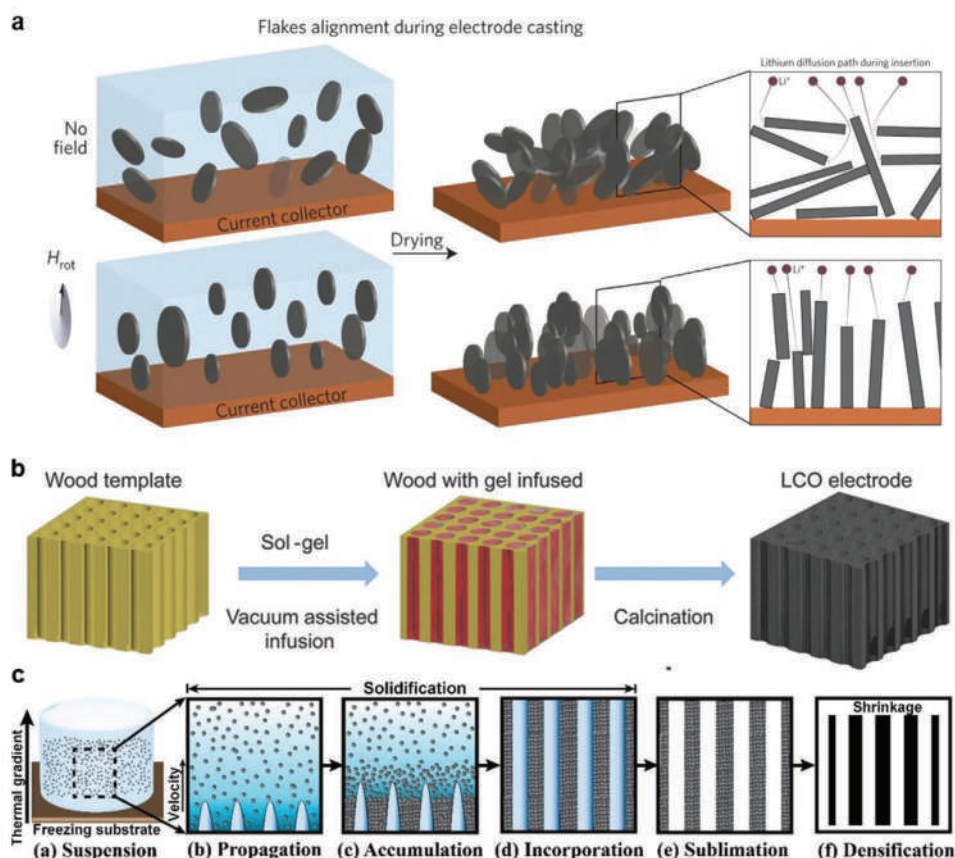 a
Flakes alignment during electrode casting
Lithium diffusion path during insertion
No
field
Li⁺
Current collector
Drying
H_rot
Li⁺
Current collector
b
Wood template
Wood with gel infused
LCO electrode
Sol-gel
Vacuum assisted
infusion
Calcination
c
Solidification
Thermal gradient
Velocity
Shrinkage
Freezing substrate
(a) Suspension
(b) Propagation
(c) Accumulation
(d) Incorporation
(e) Sublimation
(f) Densification